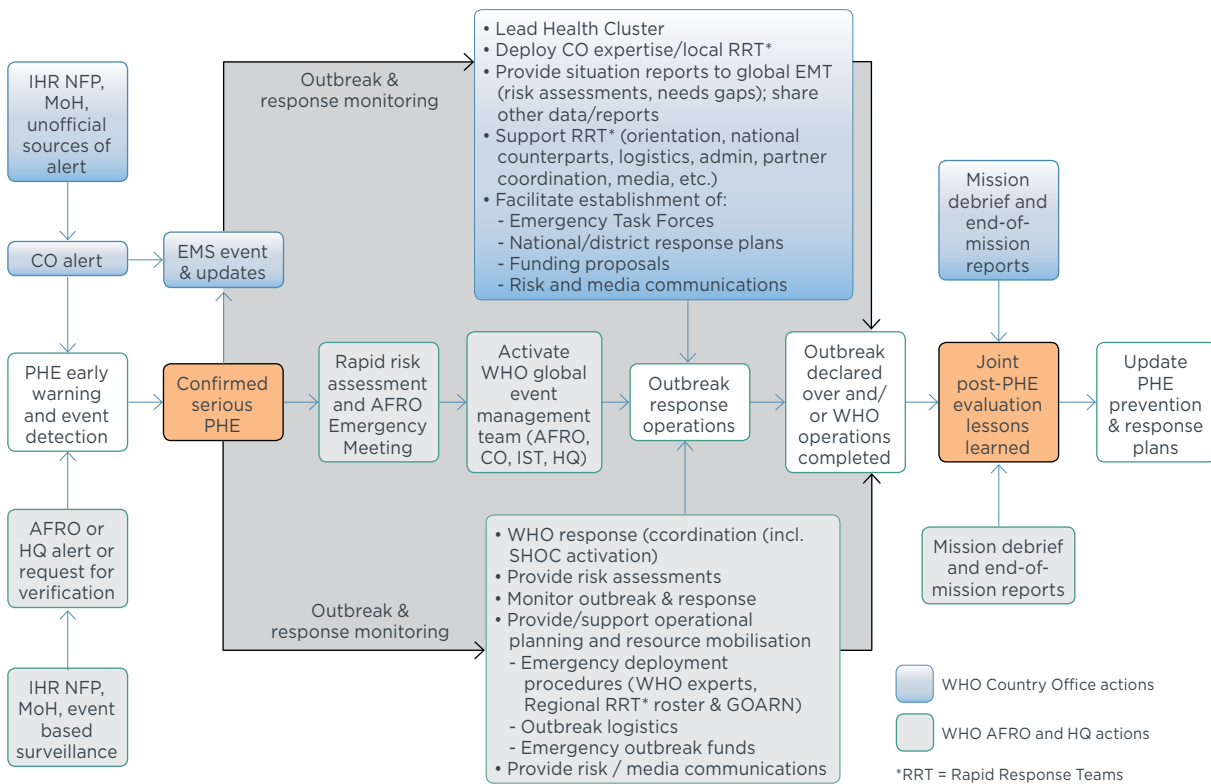 IHR NFP,
MoH,
unofficial
sources of
alert
CO alert
EMS event
& updates
PHE early
warning
and event
detection
AFRO or
HQ alert or
request for
verification
IHR NFP,
MoH, event
based
surveillance
Confirmed
serious
PHE
Outbreak &
response monitoring
Outbreak &
response monitoring
Rapid risk
assessment
and AFRO
Emergency
Meeting
Activate
WHO global
event
management
team (AFRO,
CO, IST, HQ)
• Lead Health Cluster
• Deploy CO expertise/local RRT*
• Provide situation reports to global EMT
(risk assessments, needs gaps); share
other data/reports
• Support RRT* (orientation, national
counterparts, logistics, admin, partner
coordination, media, etc.)
• Facilitate establishment of:
- Emergency Task Forces
- National/district response plans
- Funding proposals
- Risk and media communications
Outbreak
response
operations
• WHO response (ccordination (incl.
SHOC activation)
• Provide risk assessments
• Monitor outbreak & response
• Provide/support operational
planning and resource mobilisation
- Emergency deployment
procedures (WHO experts,
Regional RRT* roster & GOARN)
- Outbreak logistics
- Emergency outbreak funds
• Provide risk / media communications
Outbreak
declared
over and/
or WHO
operations
completed
Mission
debrief and
end-of-
mission
reports
Joint
post-PHE
evaluation
lessons
learned
Mission debrief
and end-of-
mission reports
Update
PHE
prevention
& response
plans
WHO Country Office actions
WHO AFRO and HQ actions
*RRT = Rapid Response Teams